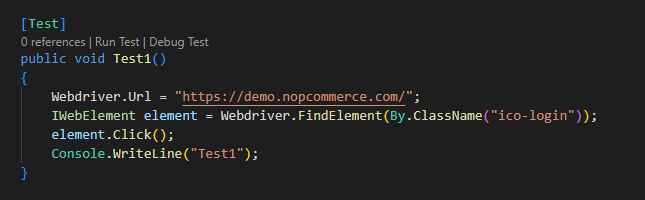 [Test]
0 references | Run Test | Debug Test
public void Test1()
{
Webdriver.Url = "https://demo.nopcommerce.com/";
IWebElement element = Webdriver.FindElement(By.ClassName("ico-login"));
element.Click();
Console.WriteLine("Test1");
}